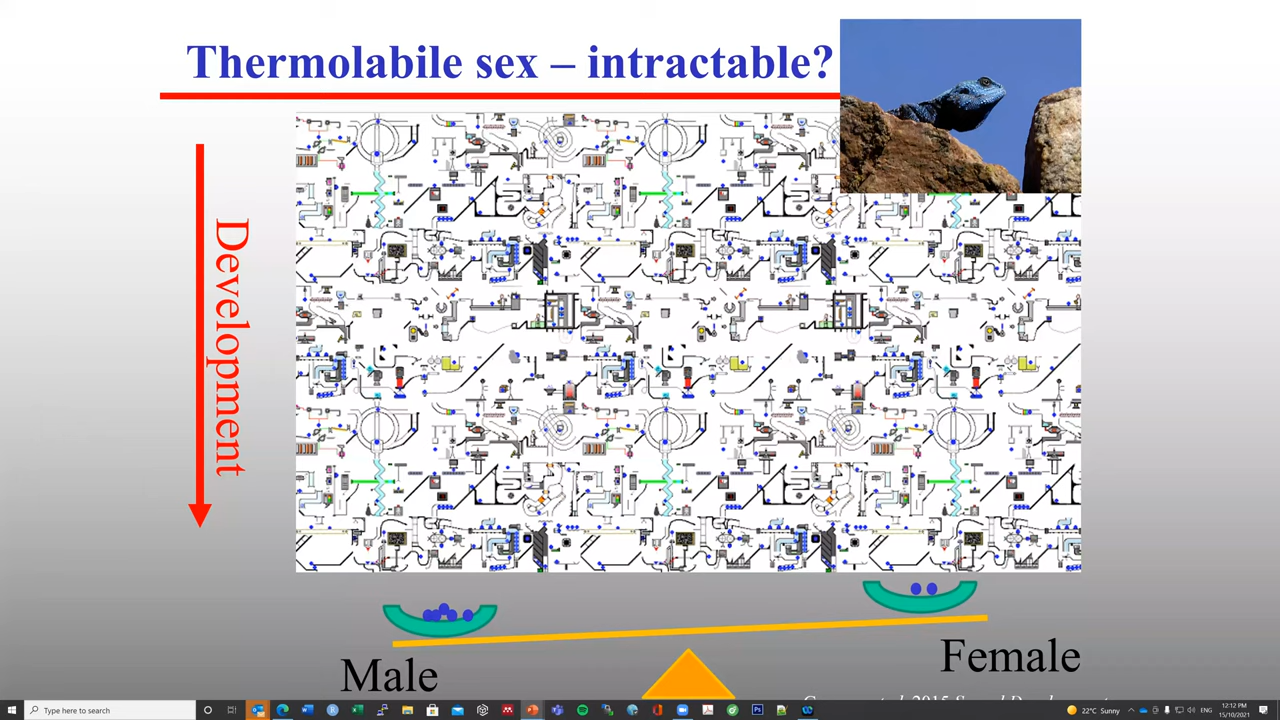 Thermolabile sex – intractable?
Development
Male
Female
Type here to search
22°C Sunny
ENG
12:12 PM
15/10/2021